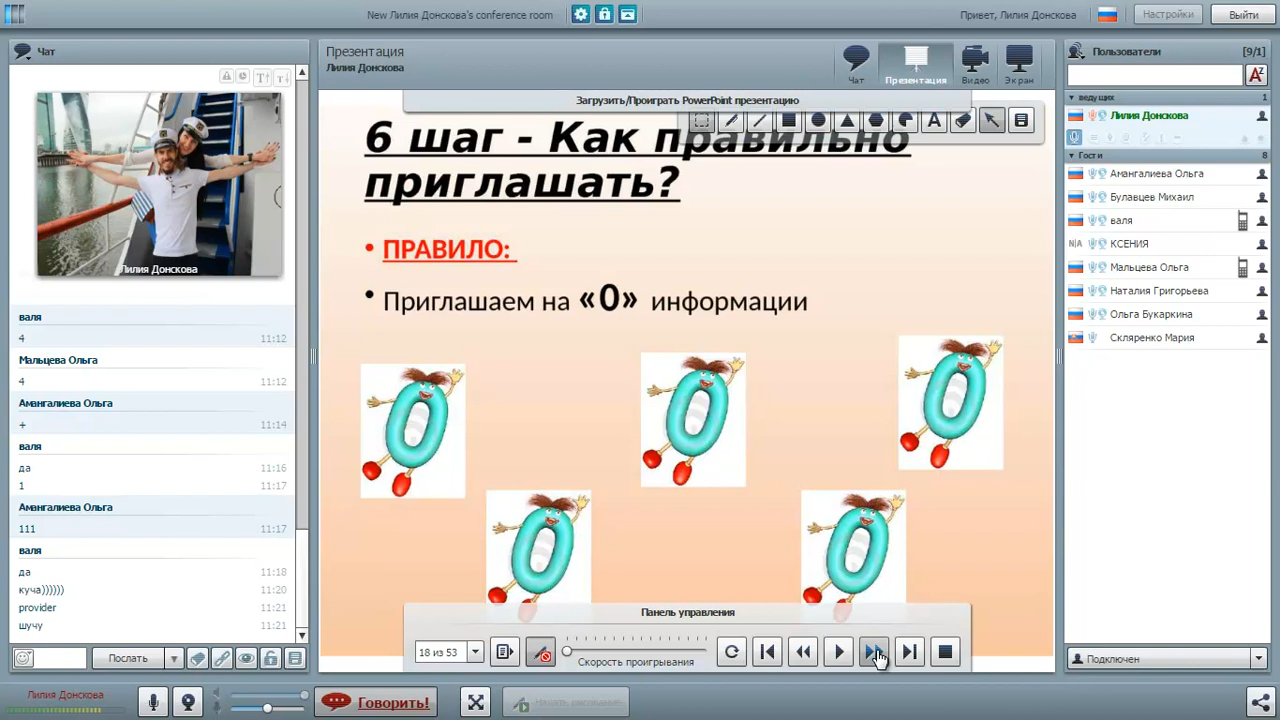 New Лилия Донскова's conference room
Привет, Лилия Донскова
Настройки
Выйти
Чат
Лилия Донскова
валя
4 11:12
Мальцева Ольга
4 11:12
Амангалиева Ольга
+ 11:14
валя
да 11:16
1 11:17
Амангалиева Ольга
111 11:17
валя
да 11:18
куча)))))) 11:20
provider 11:21
шучу 11:21
Послать
Презентация
Лилия Донскова
Чат
Презентация
Видео
Экран
Загрузить/Проиграть PowerPoint презентацию
6 шаг - Как правильно
приглашать?
• ПРАВИЛО:
• Приглашаем на «0» информации
Панель управления
18 из 53
Скорость проигрывания
Пользователи [9/1]
ведущих 1
Лилия Донскова
Гости 8
Амангалиева Ольга
Булавцев Михаил
валя
N/A КСЕНИЯ
Мальцева Ольга
Наталия Григорьева
Ольга Букаркина
Скляренко Мария
Подключен
Лилия Донскова
Говорить!